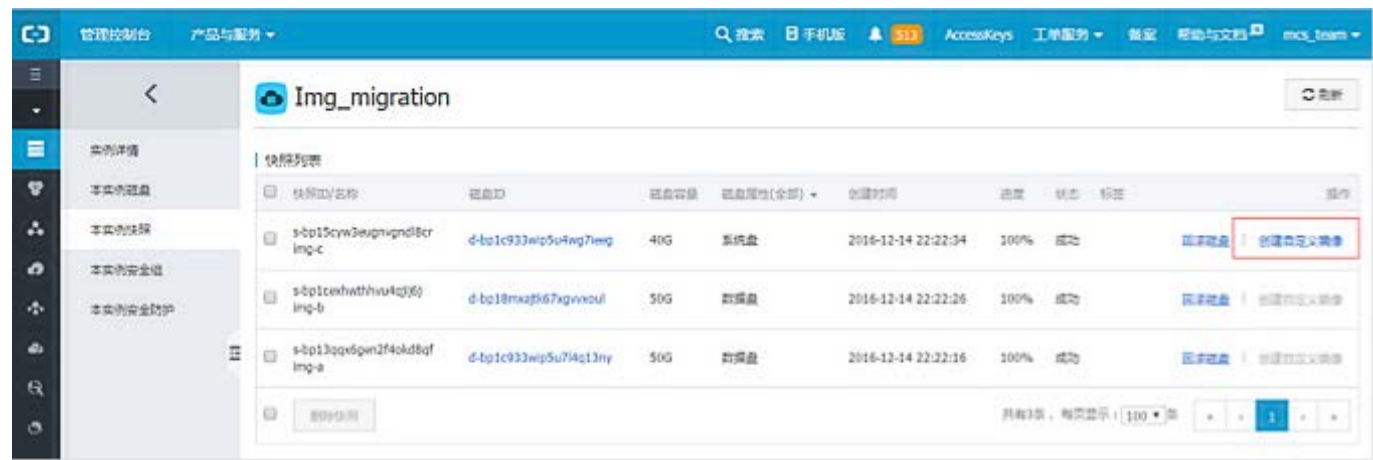 管理控制台 产品与服务 搜索 手机版 513 AccessKeys 工单服务 备案 帮助与文档 mcs_team
Img_migration 刷新
实例详情
本实例磁盘
本实例快照
本实例安全组
本实例安全防护
快照列表
快照ID/名称 磁盘ID 磁盘容量 磁盘属性(全部) 创建时间 进度 状态 标签 操作
img-c 40G 系统盘 2016-12-14 22:22:34 100% 成功 回滚磁盘 | 创建自定义镜像
img-b 50G 数据盘 2016-12-14 22:22:26 100% 成功 回滚磁盘 | 创建自定义镜像
img-a 50G 数据盘 2016-12-14 22:22:16 100% 成功 回滚磁盘 | 创建自定义镜像
删除快照 共有3条，每页显示：100 条 « ‹ 1 › »